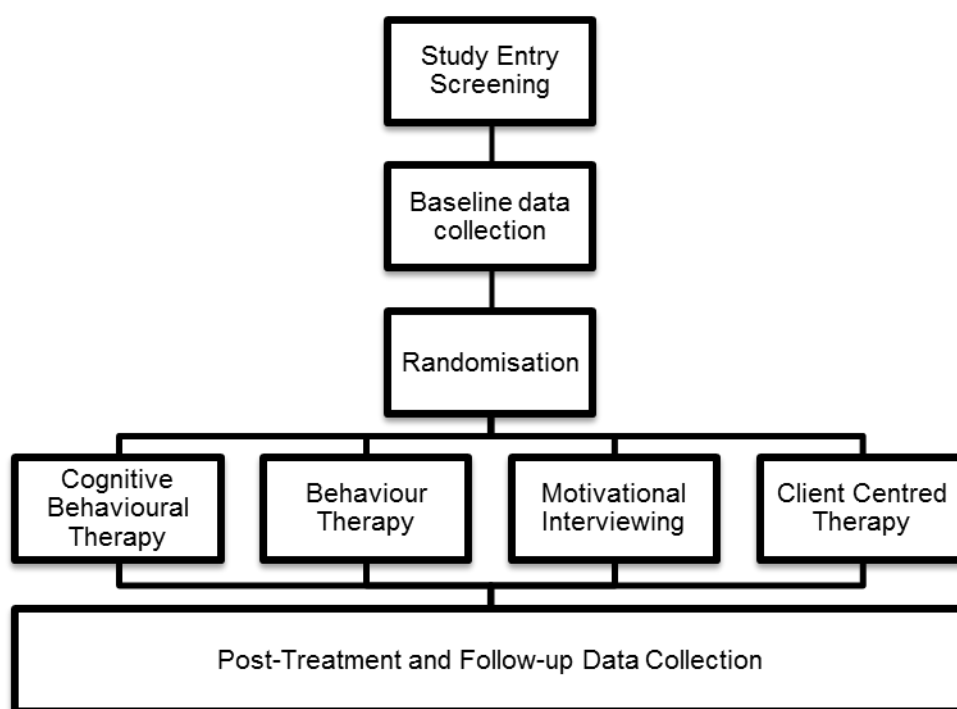 Study Entry
Screening
Baseline data
collection
Randomisation
Cognitive
Behavioural
Therapy
Behaviour
Therapy
Motivational
Interviewing
Client Centred
Therapy
Post-Treatment and Follow-up Data Collection